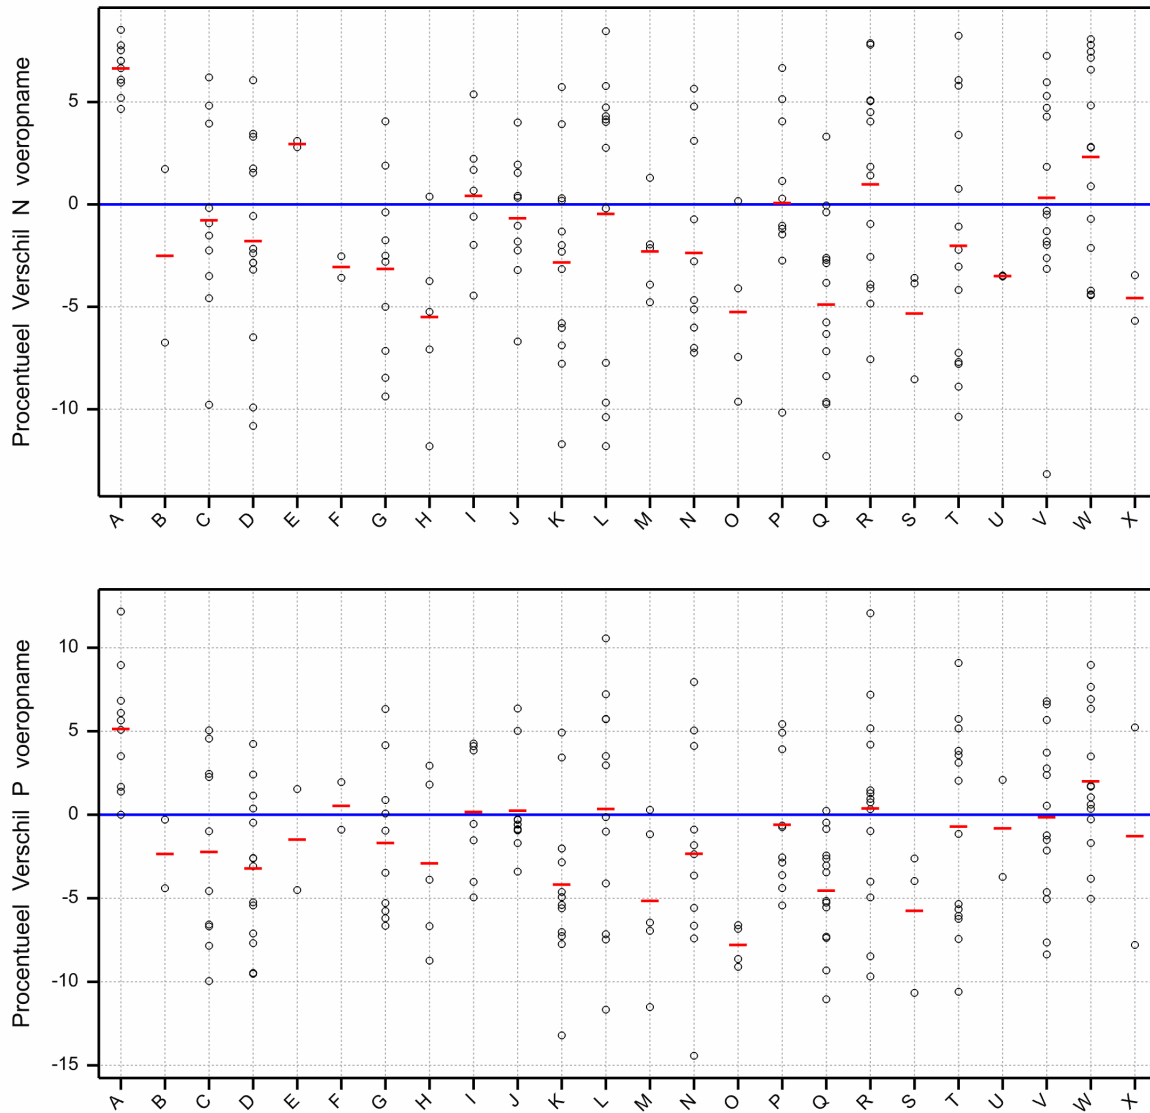 Procentueel Verschil N voeropname
5
0
-5
-10
A B C D E F G H I J K L M N O P Q R S T U V W X
Procentueel Verschil P voeropname
10
5
0
-5
-10
-15
A B C D E F G H I J K L M N O P Q R S T U V W X